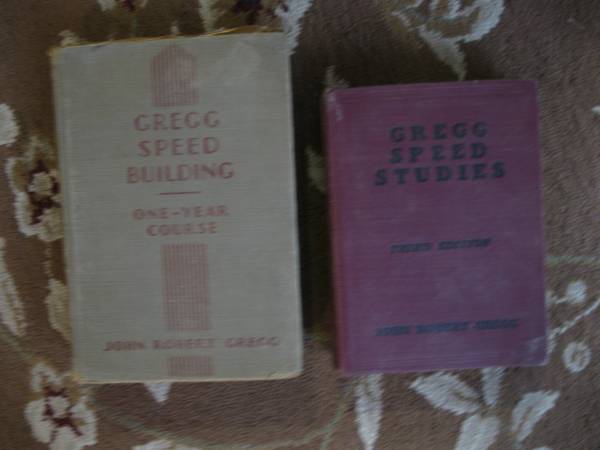 GREGG
SPEED
BUILDING
ONE-YEAR
COURSE
JOHN ROBERT GREGG
GREGG
SPEED
STUDIES
THIRD EDITION
JOHN ROBERT GREGG